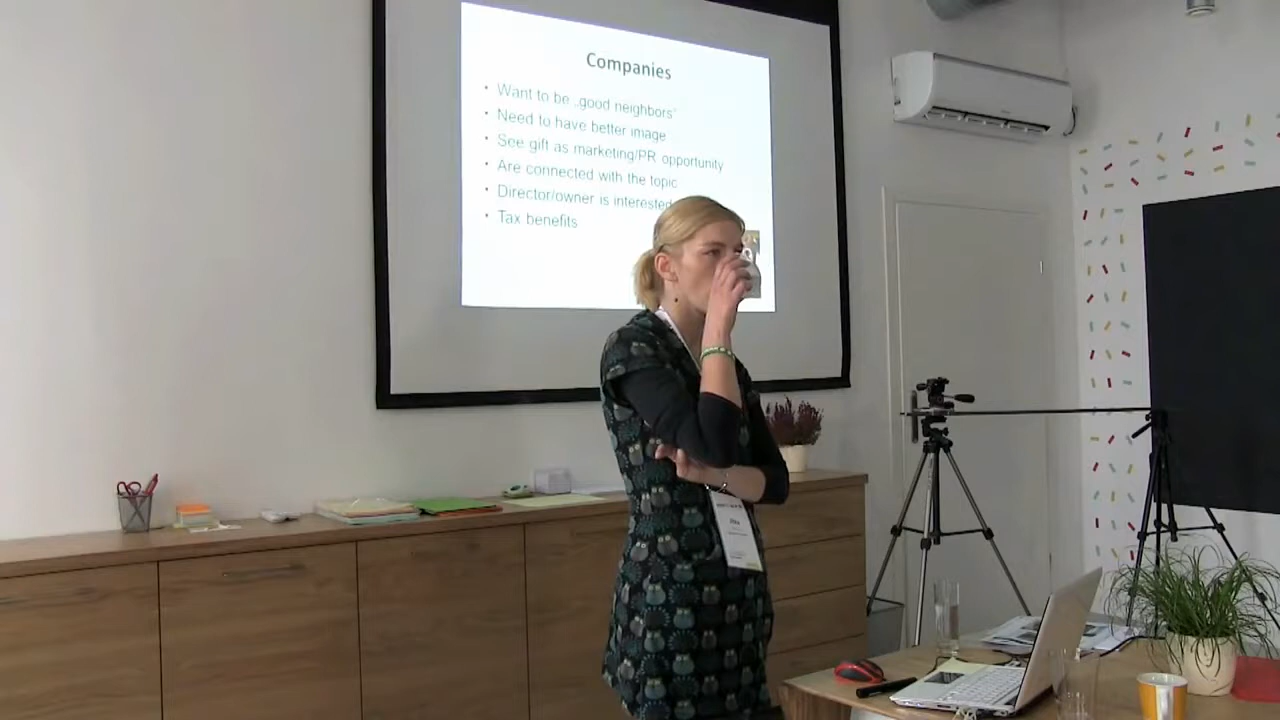 Companies
• Want to be „good neighbors“
• Need to have better image
• See gift as marketing/PR opportunity
• Are connected with the topic
• Director/owner is interested
• Tax benefits